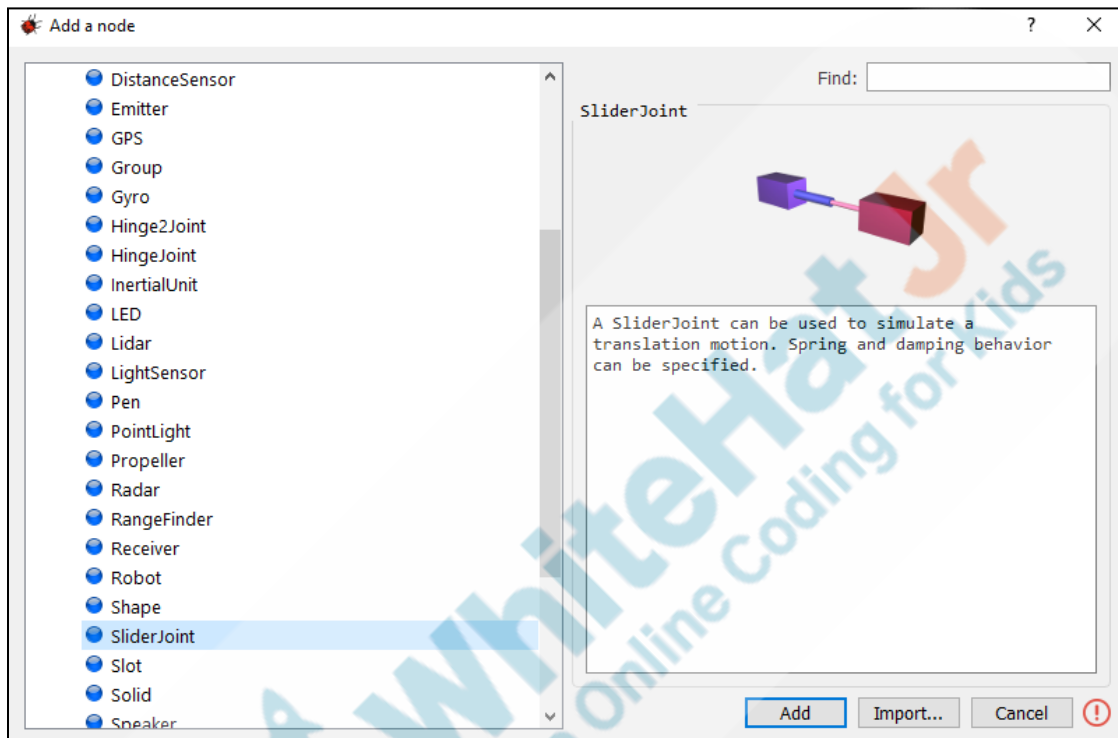 Add a node
?
DistanceSensor
Emitter
GPS
Group
Gyro
Hinge2Joint
HingeJoint
InertialUnit
LED
Lidar
LightSensor
Pen
PointLight
Propeller
Radar
RangeFinder
Receiver
Robot
Shape
SliderJoint
Slot
Solid
Speaker
Find:
SliderJoint
A SliderJoint can be used to simulate a
translation motion. Spring and damping behavior
can be specified.
Add
Import...
Cancel
WhiteHat Jr
Online Coding for Kids